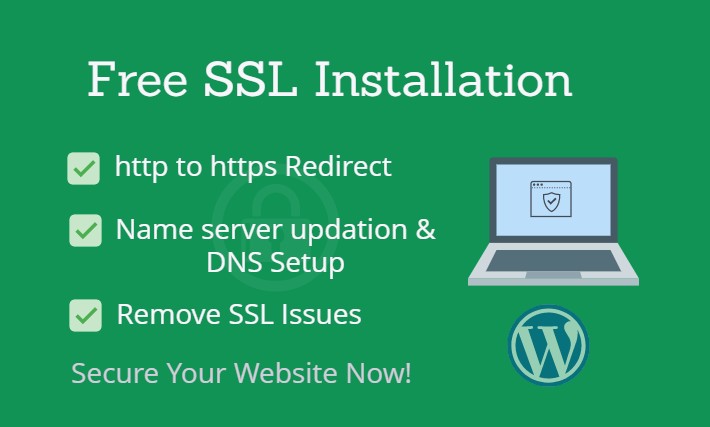 Free SSL Installation
http to https Redirect
Name server updation &
DNS Setup
Remove SSL Issues
Secure Your Website Now!